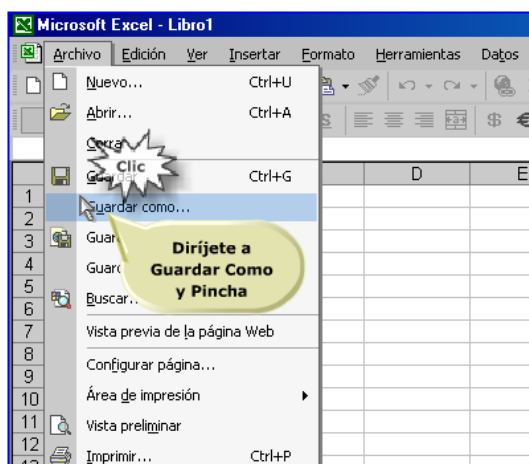 Microsoft Excel - Libro1
Archivo Edición Ver Insertar Formato Herramientas Datos
Nuevo... Ctrl+U
Abrir... Ctrl+A
Clic
Guardar Ctrl+G
Guardar como...
Diríjete a
Guardar Como
y Pincha
Buscar...
Vista previa de la página Web
Configurar página...
Área de impresión
Vista preliminar
Imprimir... Ctrl+P
D E
1
2
3
4
5
6
7
8
9
10
11
12